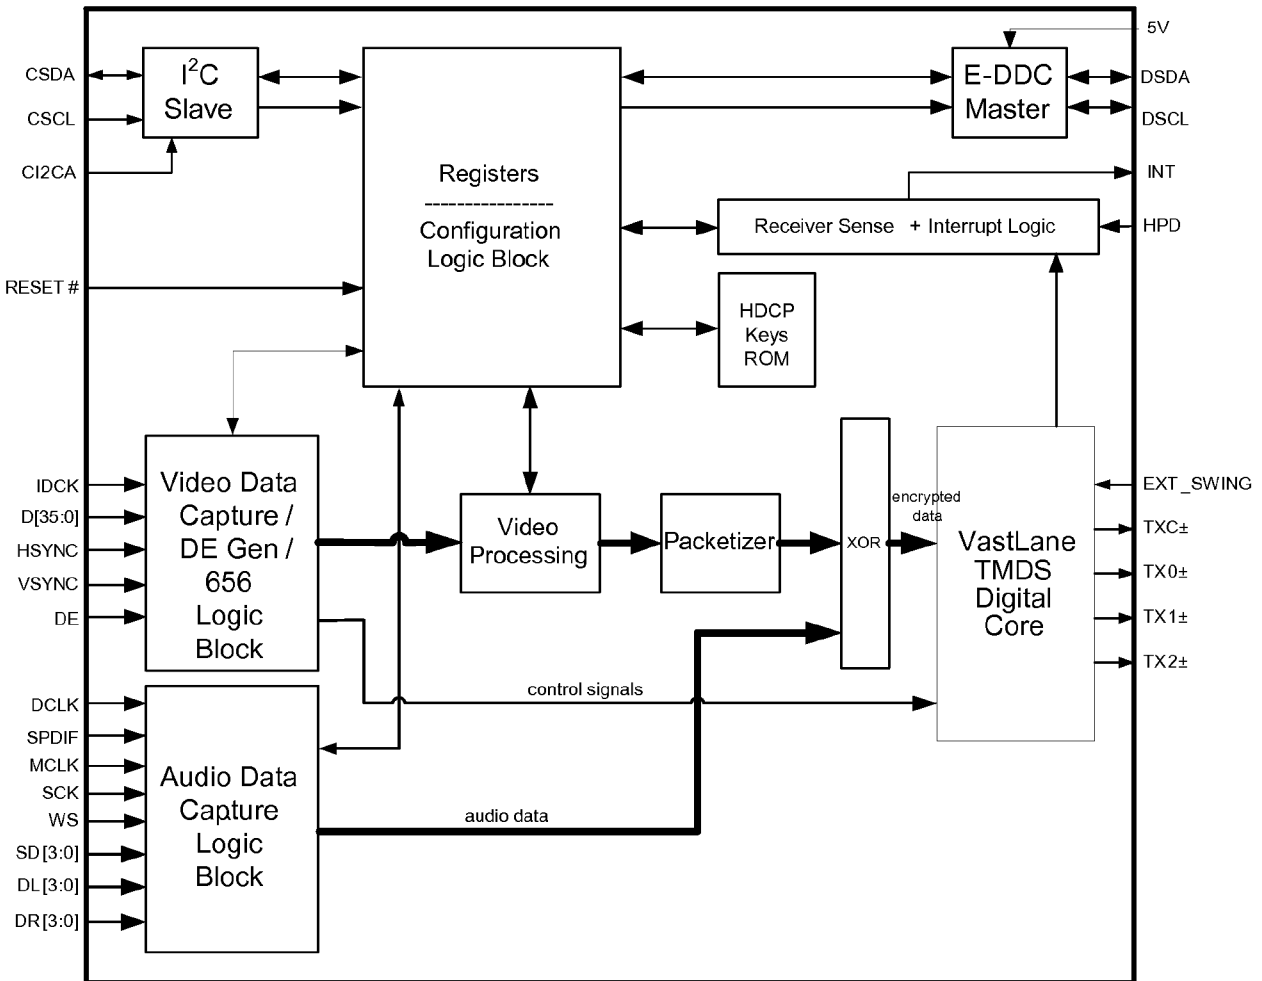 5V
CSDA
I²C
Slave
E-DDC
Master
DSDA
CSCL
DSCL
CI2CA
Registers
----------------
Configuration
Logic Block
INT
Receiver Sense + Interrupt Logic
HPD
RESET #
HDCP
Keys
ROM
IDCK
D[35:0]
HSYNC
VSYNC
DE
Video Data
Capture /
DE Gen /
656
Logic
Block
Video
Processing
Packetizer
XOR
encrypted
data
VastLane
TMDS
Digital
Core
EXT_SWING
TXC±
TX0±
TX1±
TX2±
control signals
DCLK
SPDIF
MCLK
SCK
WS
SD[3:0]
DL[3:0]
DR[3:0]
Audio Data
Capture
Logic
Block
audio data